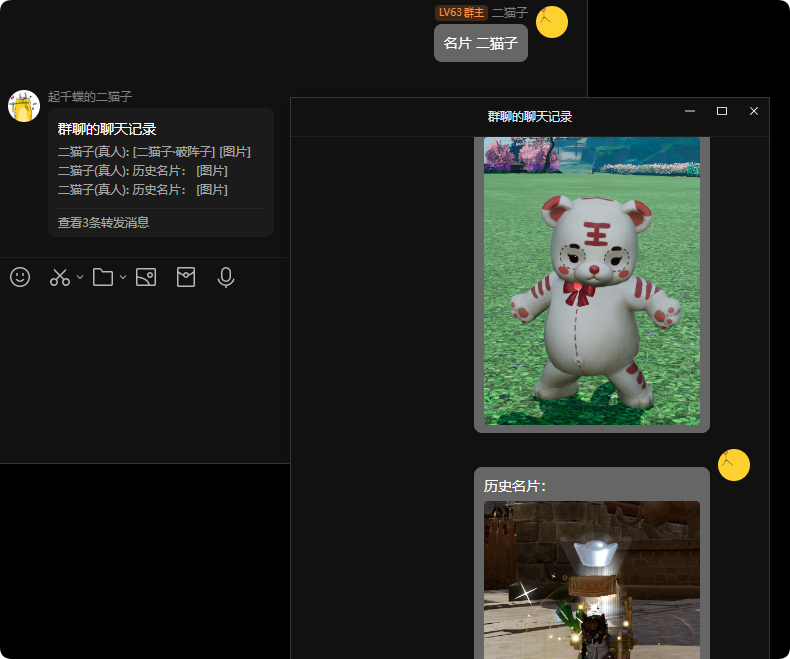 LV63 群主 二猫子
名片 二猫子
起千蝶的二猫子
群聊的聊天记录
二猫子(真人): [二猫子-破阵子] [图片]
二猫子(真人): 历史名片： [图片]
二猫子(真人): 历史名片： [图片]
查看3条转发消息
群聊的聊天记录
王
历史名片：